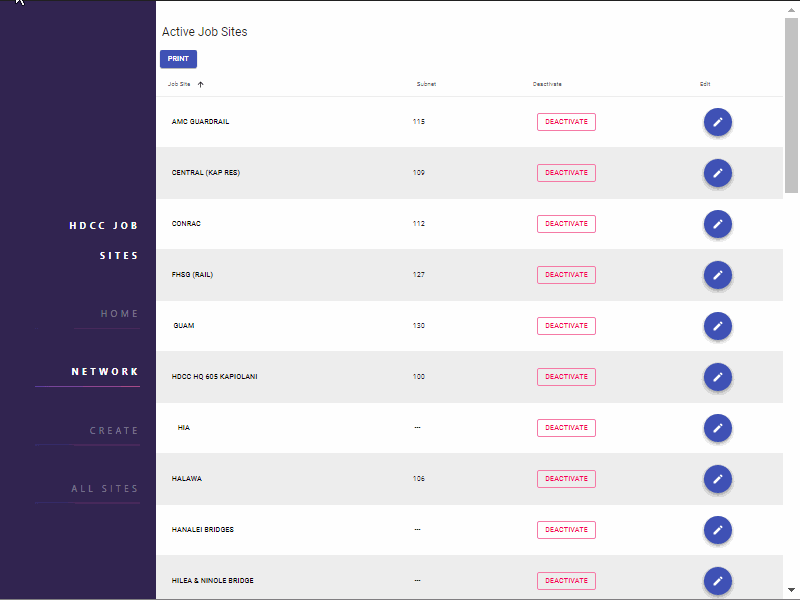 HDCC JOB
SITES
HOME
NETWORK
CREATE
ALL SITES
Active Job Sites
PRINT
Job Site Subnet Deactivate Edit
AMC GUARDRAIL 115 DEACTIVATE
CENTRAL (KAP RES) 109 DEACTIVATE
CONRAC 112 DEACTIVATE
FHSG (RAIL) 127 DEACTIVATE
GUAM 130 DEACTIVATE
HDCC HQ 605 KAPIOLANI 100 DEACTIVATE
HIA --- DEACTIVATE
HALAWA 106 DEACTIVATE
HANALEI BRIDGES --- DEACTIVATE
HILEA & NINOLE BRIDGE --- DEACTIVATE